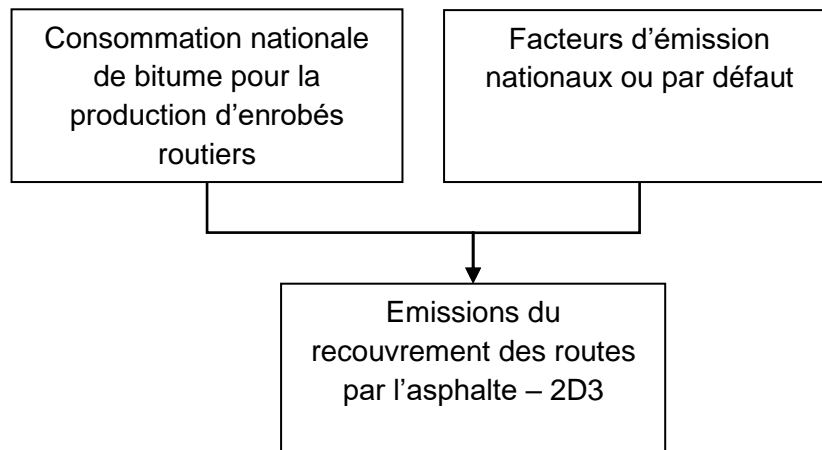 Consommation nationale
de bitume pour la
production d'enrobés
routiers
Facteurs d'émission
nationaux ou par défaut
Emissions du
recouvrement des routes
par l'asphalte – 2D3